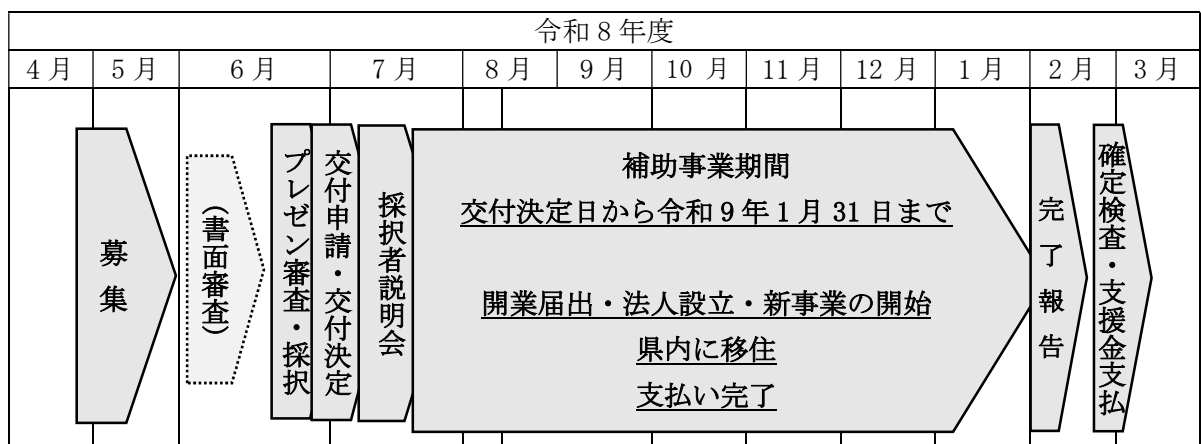 令和8年度
4月 5月 6月 7月 8月 9月 10月 11月 12月 1月 2月 3月
募集
(書面審査)
プレゼン審査・採択
交付申請・交付決定
採択者説明会
補助事業期間
交付決定日から令和9年1月31日まで
開業届出・法人設立・新事業の開始
県内に移住
支払い完了
完了報告
確定検査・支援金支払